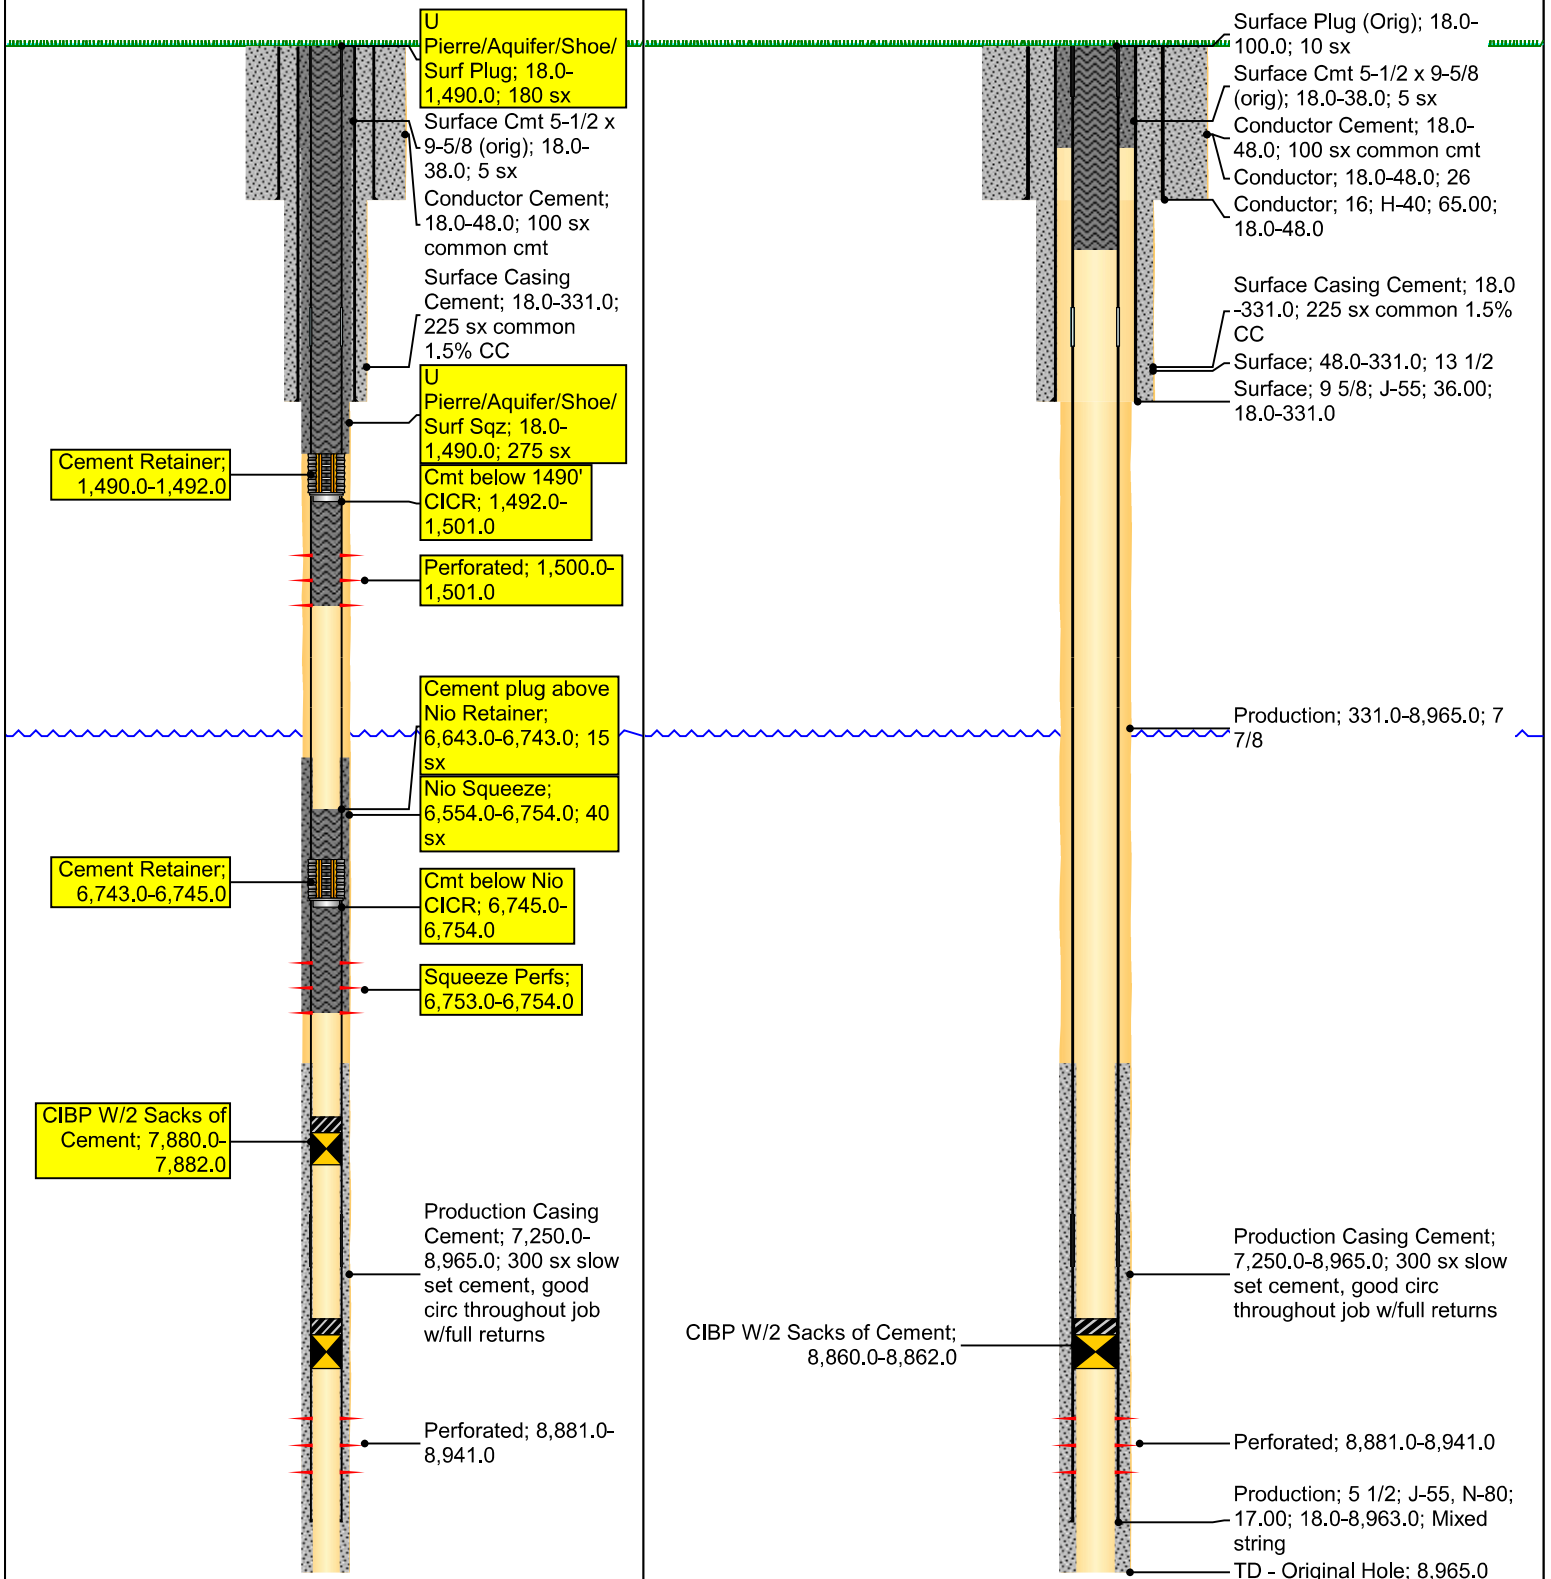 U
Pierre/Aquifer/Shoe/
Surf Plug; 18.0-
1,490.0; 180 sx
Surface Cmt 5-1/2 x
9-5/8 (orig); 18.0-
38.0; 5 sx
Conductor Cement;
18.0-48.0; 100 sx
common cmt
Surface Casing
Cement; 18.0-331.0;
225 sx common
1.5% CC
U
Pierre/Aquifer/Shoe/
Surf Sqz; 18.0-
1,490.0; 275 sx
Cement Retainer;
1,490.0-1,492.0
Cmt below 1490'
CICR; 1,492.0-
1,501.0
Perforated; 1,500.0-
1,501.0
Cement plug above
Nio Retainer;
6,643.0-6,743.0; 15
sx
Nio Squeeze;
6,554.0-6,754.0; 40
sx
Cement Retainer;
6,743.0-6,745.0
Cmt below Nio
CICR; 6,745.0-
6,754.0
Squeeze Perfs;
6,753.0-6,754.0
CIBP W/2 Sacks of
Cement; 7,880.0-
7,882.0
Production Casing
Cement; 7,250.0-
8,965.0; 300 sx slow
set cement, good
circ throughout job
w/full returns
Perforated; 8,881.0-
8,941.0
Surface Plug (Orig); 18.0-
100.0; 10 sx
Surface Cmt 5-1/2 x 9-5/8
(orig); 18.0-38.0; 5 sx
Conductor Cement; 18.0-
48.0; 100 sx common cmt
Conductor; 18.0-48.0; 26
Conductor; 16; H-40; 65.00;
18.0-48.0
Surface Casing Cement; 18.0
-331.0; 225 sx common 1.5%
CC
Surface; 48.0-331.0; 13 1/2
Surface; 9 5/8; J-55; 36.00;
18.0-331.0
Production; 331.0-8,965.0; 7
7/8
Production Casing Cement;
7,250.0-8,965.0; 300 sx slow
set cement, good circ
throughout job w/full returns
CIBP W/2 Sacks of Cement;
8,860.0-8,862.0
Perforated; 8,881.0-8,941.0
Production; 5 1/2; J-55, N-80;
17.00; 18.0-8,963.0; Mixed
string
TD - Original Hole; 8,965.0